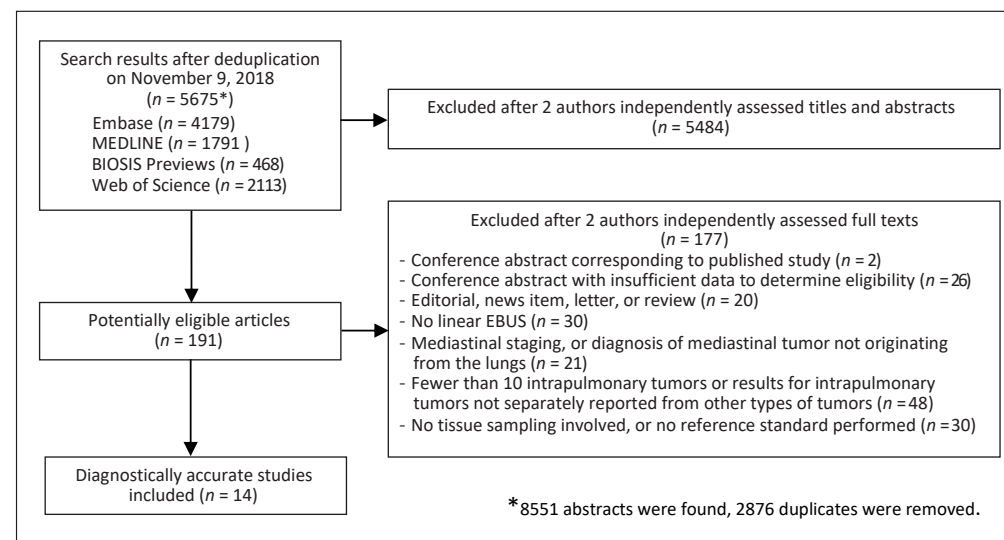 Search results after deduplication
on November 9, 2018
(n = 5675*)
Embase (n = 4179)
MEDLINE (n = 1791 )
BIOSIS Previews (n = 468)
Web of Science (n = 2113)
Excluded after 2 authors independently assessed titles and abstracts
(n = 5484)
Excluded after 2 authors independently assessed full texts
(n = 177)
- Conference abstract corresponding to published study (n = 2)
- Conference abstract with insufficient data to determine eligibility (n = 26)
- Editorial, news item, letter, or review (n = 20)
- No linear EBUS (n = 30)
- Mediastinal staging, or diagnosis of mediastinal tumor not originating
from the lungs (n = 21)
- Fewer than 10 intrapulmonary tumors or results for intrapulmonary
tumors not separately reported from other types of tumors (n = 48)
- No tissue sampling involved, or no reference standard performed (n = 30)
Potentially eligible articles
(n = 191)
Diagnostically accurate studies
included (n = 14)
*8551 abstracts were found, 2876 duplicates were removed.